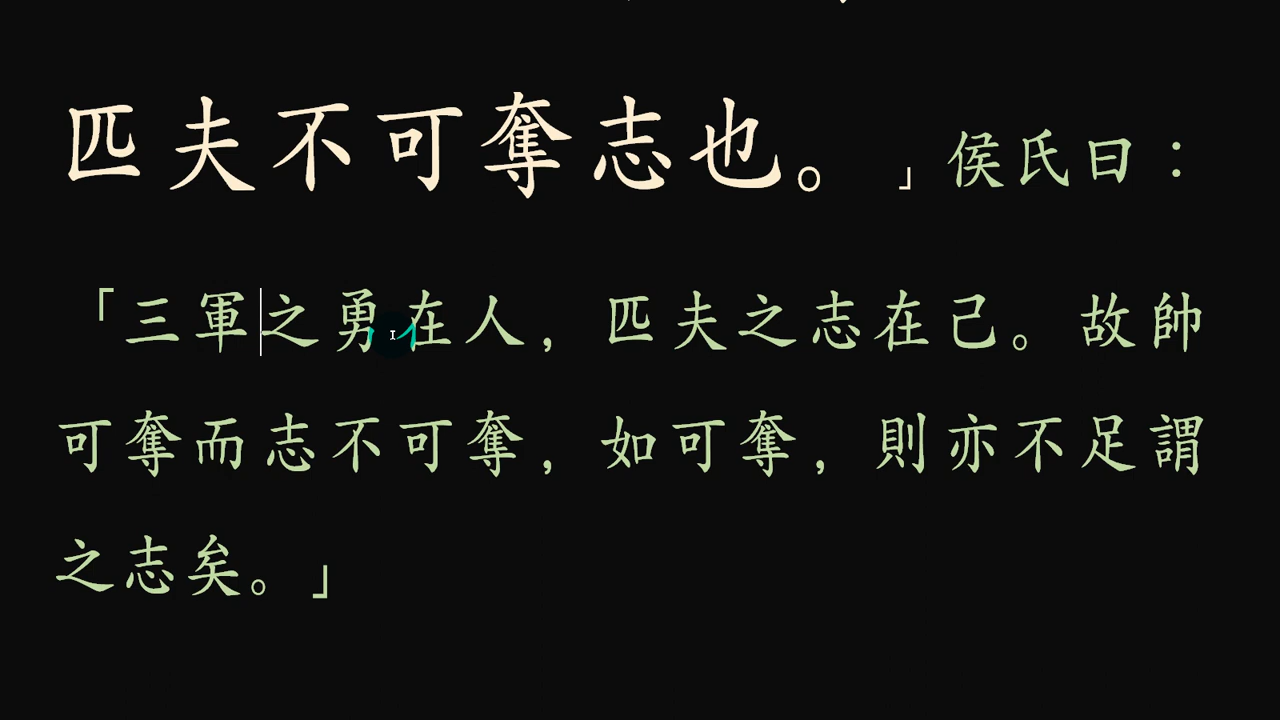 匹夫不可奪志也。」侯氏曰：
「三軍之勇在人，匹夫之志在己。故帥
可奪而志不可奪，如可奪，則亦不足謂
之志矣。」